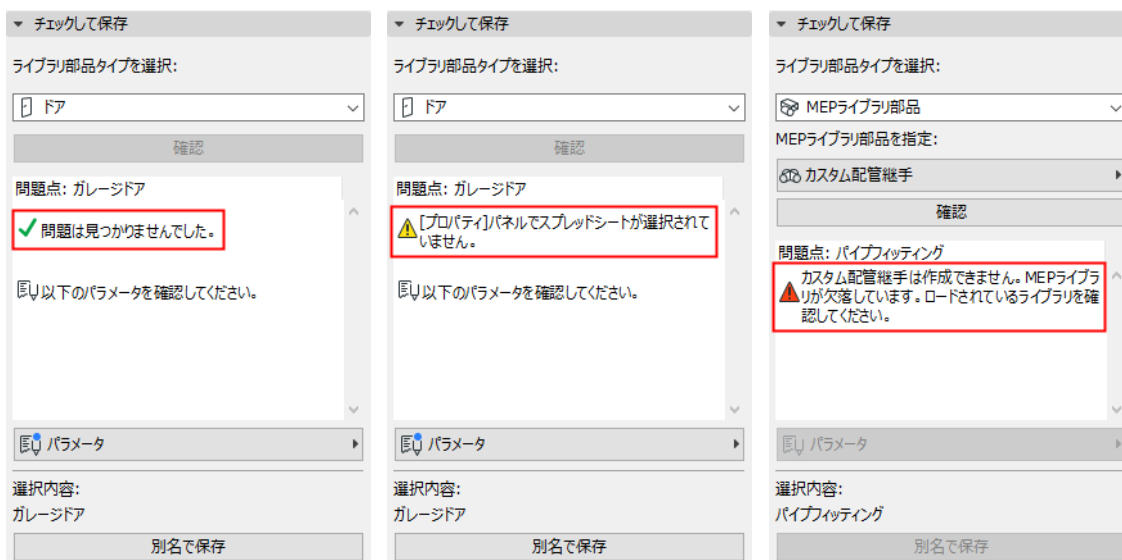 チェックして保存
ライブラリ部品タイプを選択:
ドア
確認
問題点: ガレージドア
問題は見つかりませんでした。
以下のパラメータを確認してください。
パラメータ
選択内容:
ガレージドア
別名で保存
チェックして保存
ライブラリ部品タイプを選択:
ドア
確認
問題点: ガレージドア
[プロパティ]パネルでスプレッドシートが選択されて
いません。
以下のパラメータを確認してください。
パラメータ
選択内容:
ガレージドア
別名で保存
チェックして保存
ライブラリ部品タイプを選択:
MEPライブラリ部品
MEPライブラリ部品を指定:
カスタム配管継手
確認
問題点: パイプフィッティング
カスタム配管継手は作成できません。MEPライブラ
リが欠落しています。ロードされているライブラリを確
認してください。
パラメータ
選択内容:
パイプフィッティング
別名で保存